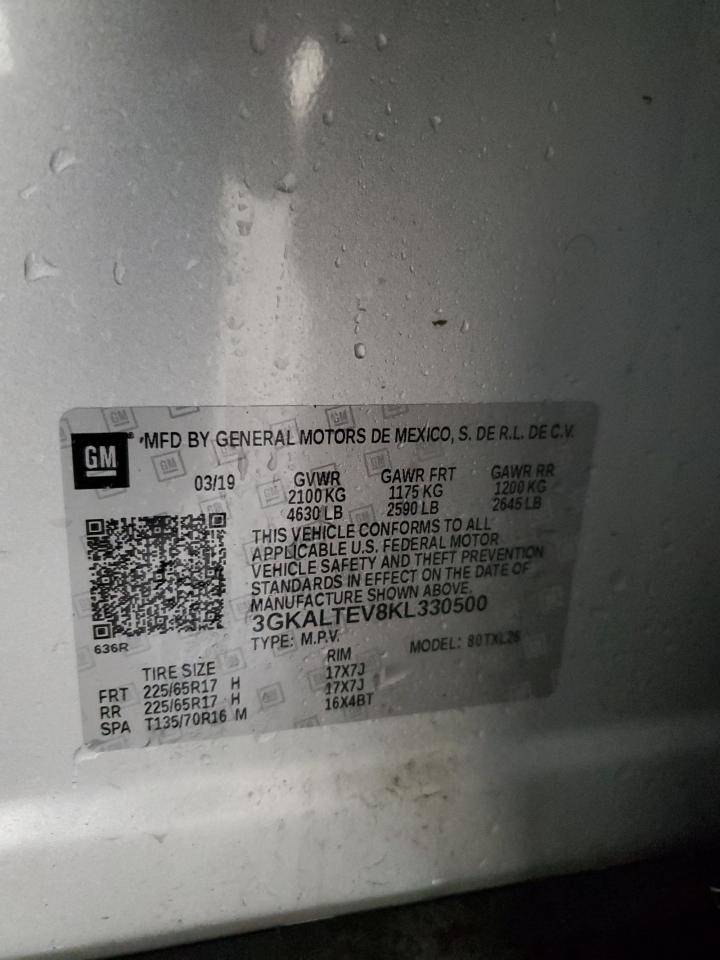 GM
MFD BY GENERAL MOTORS DE MEXICO, S. DE R.L. DE C.V.
03/19 GVWR GAWR FRT GAWR RR
2100 KG 1175 KG 1200 KG
4630 LB 2590 LB 2645 LB
THIS VEHICLE CONFORMS TO ALL
APPLICABLE U.S. FEDERAL MOTOR
VEHICLE SAFETY AND THEFT PREVENTION
STANDARDS IN EFFECT ON THE DATE OF
MANUFACTURE SHOWN ABOVE.
3GKALTEV8KL330500
TYPE: M.P.V. MODEL: 80TXL26
636R
TIRE SIZE RIM
FRT 225/65R17 H 17X7J
RR 225/65R17 H 17X7J
SPA T135/70R16 M 16X4BT